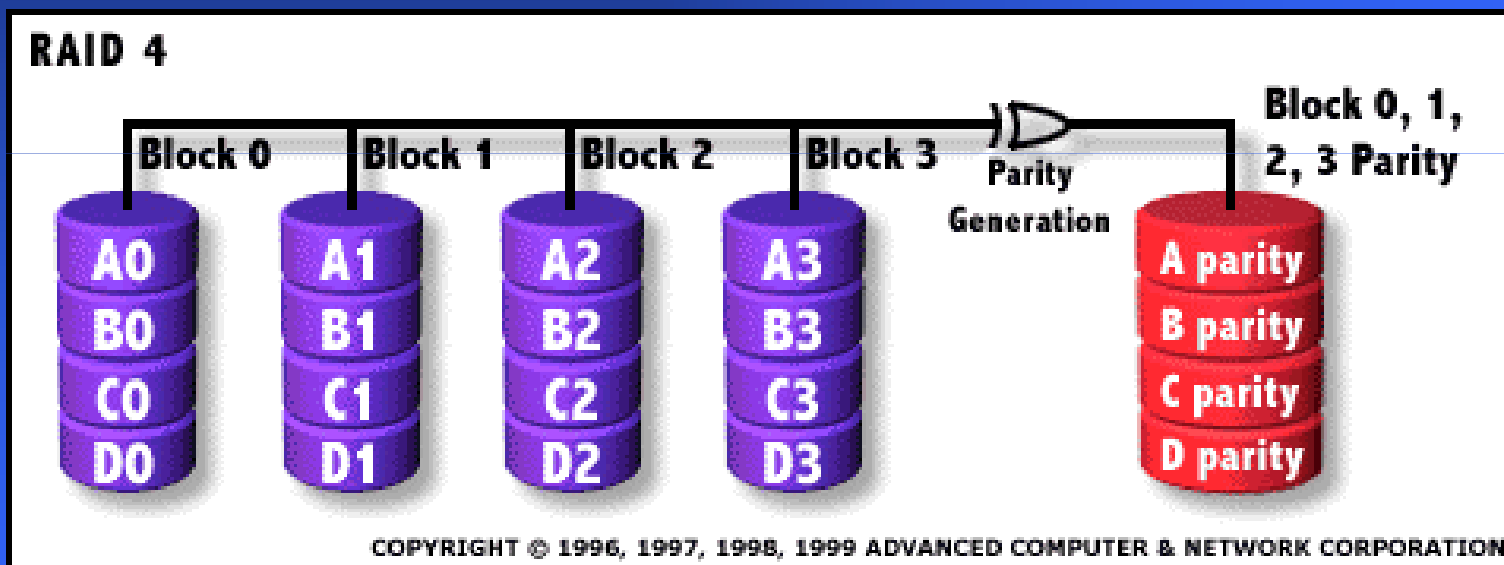 RAID 4
Block 0, 1,
2, 3 Parity
Block 0
Block 1
Block 2
Block 3
Parity
Generation
A0
A1
A2
A3
A parity
B0
B1
B2
B3
B parity
C0
C1
C2
C3
C parity
D0
D1
D2
D3
D parity
COPYRIGHT © 1996, 1997, 1998, 1999 ADVANCED COMPUTER & NETWORK CORPORATION